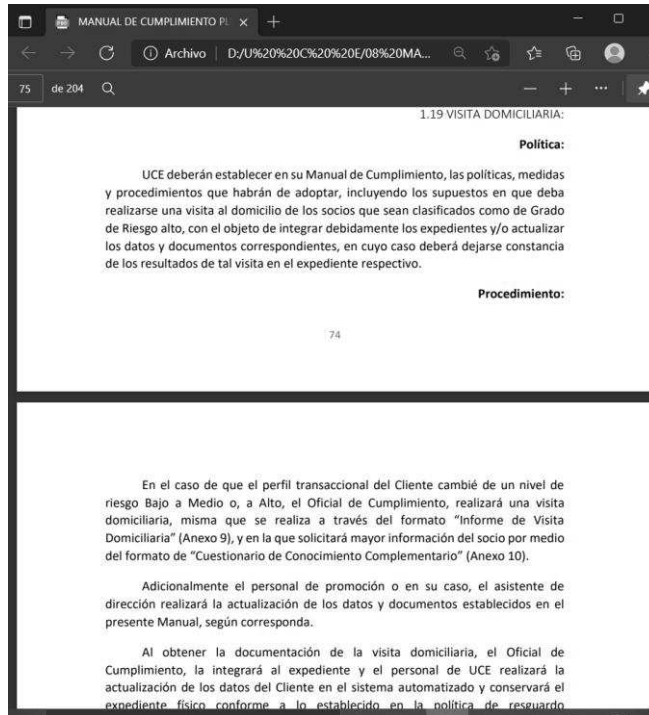 MANUAL DE CUMPLIMIENTO PL
Archivo
D:/U%20%20C%20%20E/08%20MA...
75
de 204
1.19 VISITA DOMICILIARIA:
Política:
UCE deberán establecer en su Manual de Cumplimiento, las políticas, medidas
y procedimientos que habrán de adoptar, incluyendo los supuestos en que deba
realizarse una visita al domicilio de los socios que sean clasificados como de Grado
de Riesgo alto, con el objeto de integrar debidamente los expedientes y/o actualizar
los datos y documentos correspondientes, en cuyo caso deberá dejarse constancia
de los resultados de tal visita en el expediente respectivo.
Procedimiento:
74
En el caso de que el perfil transaccional del Cliente cambié de un nivel de
riesgo Bajo a Medio o, a Alto, el Oficial de Cumplimiento, realizará una visita
domiciliaria, misma que se realiza a través del formato “Informe de Visita
Domiciliaria” (Anexo 9), y en la que solicitará mayor información del socio por medio
del formato de “Cuestionario de Conocimiento Complementario” (Anexo 10).
Adicionalmente el personal de promoción o en su caso, el asistente de
dirección realizará la actualización de los datos y documentos establecidos en el
presente Manual, según corresponda.
Al obtener la documentación de la visita domiciliaria, el Oficial de
Cumplimiento, la integrará al expediente y el personal de UCE realizará la
actualización de los datos del Cliente en el sistema automatizado y conservará el
expediente físico conforme a lo establecido en la política de resguardo